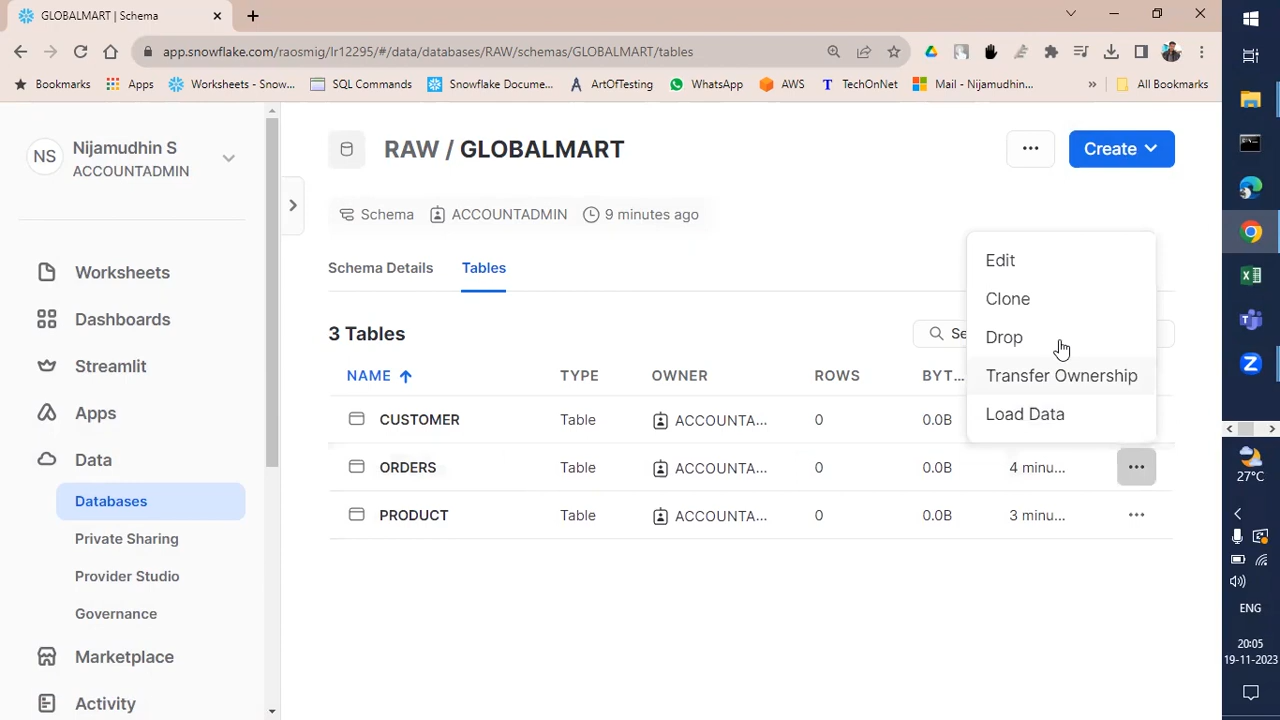 GLOBALMART | Schema
app.snowflake.com/raosmig/lr12295/#/data/databases/RAW/schemas/GLOBALMART/tables
Bookmarks Apps Worksheets - Snow... SQL Commands Snowflake Docume... ArtOfTesting WhatsApp AWS TechOnNet Mail - Nijamudhin... » All Bookmarks
NS
Nijamudhin S
ACCOUNTADMIN
Worksheets
Dashboards
Streamlit
Apps
Data
Databases
Private Sharing
Provider Studio
Governance
Marketplace
Activity
RAW / GLOBALMART
... Create
Schema ACCOUNTADMIN 9 minutes ago
Schema Details Tables
3 Tables
Se
NAME TYPE OWNER ROWS BYT...
CUSTOMER Table ACCOUNTA... 0 0.0B
ORDERS Table ACCOUNTA... 0 0.0B 4 minu... ...
PRODUCT Table ACCOUNTA... 0 0.0B 3 minu... ...
Edit
Clone
Drop
Transfer Ownership
Load Data
27°C
ENG
20:05
19-11-2023